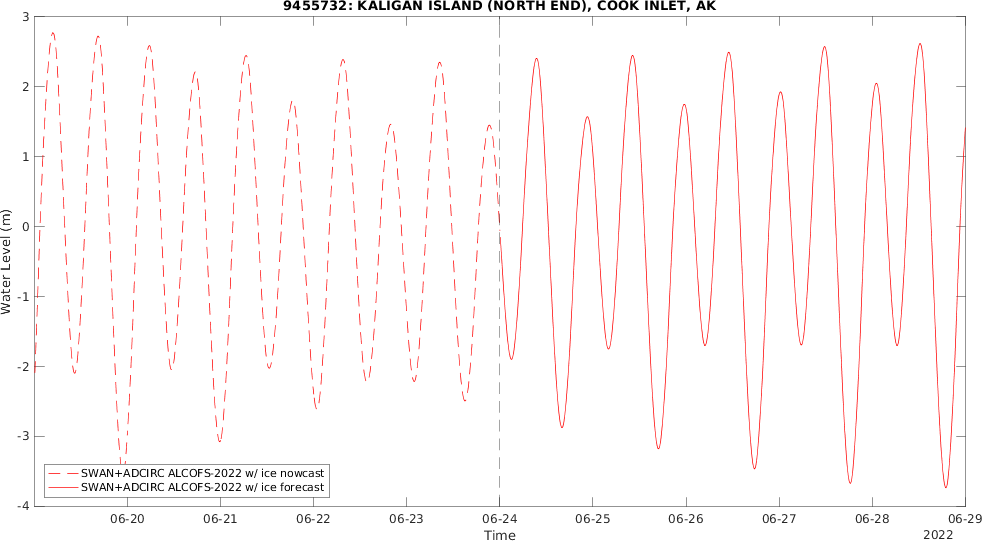 9455732: KALIGAN ISLAND (NORTH END), COOK INLET, AK
3
2
1
0
-1
-2
-3
-4
Water Level (m)
SWAN+ADCIRC ALCOFS-2022 w/ ice nowcast
SWAN+ADCIRC ALCOFS-2022 w/ ice forecast
06-20 06-21 06-22 06-23 06-24 06-25 06-26 06-27 06-28 06-29
Time
2022